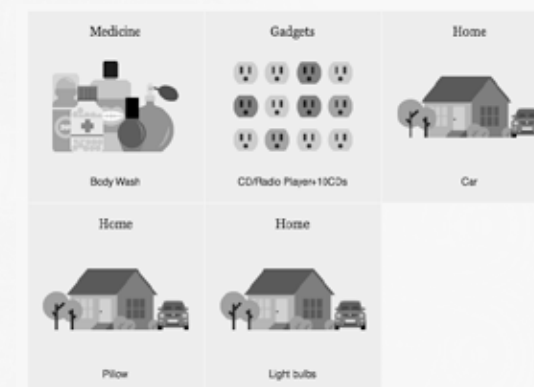 Medicine
Body Wash
Gadgets
CD/Radio Player+10CDs
Home
Car
Home
Pillow
Home
Light bulbs